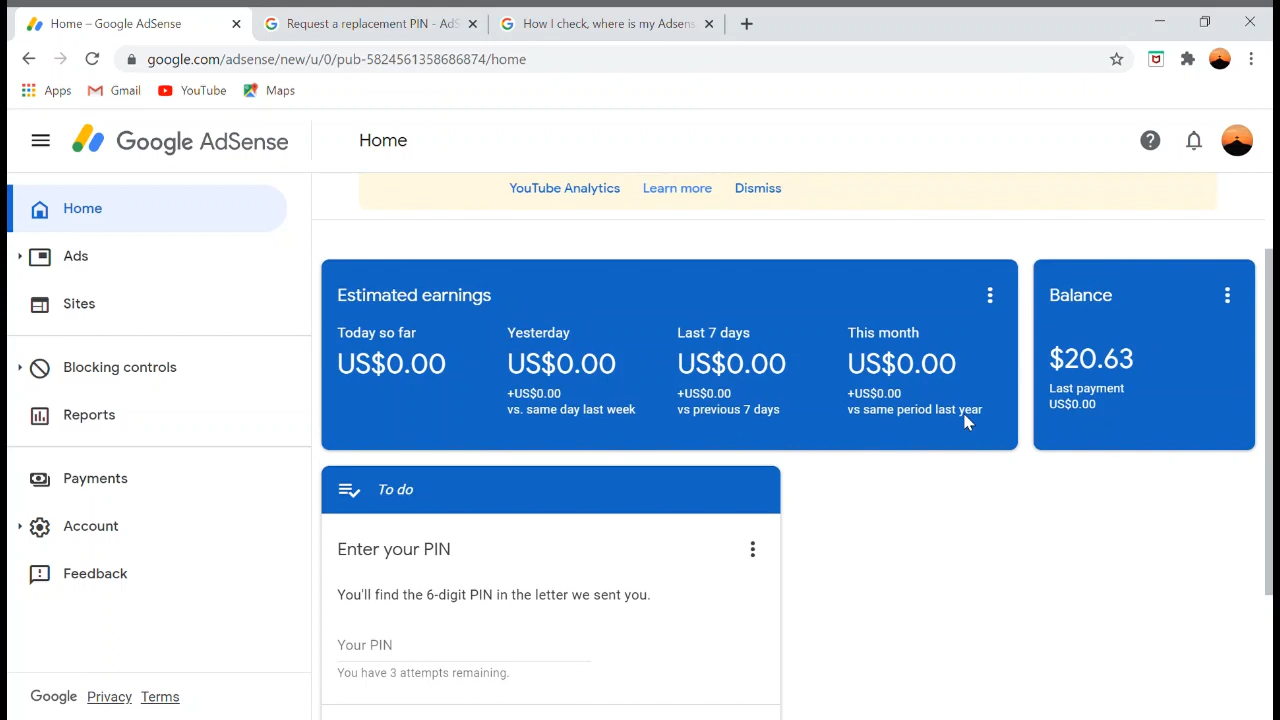 Home – Google AdSense
Request a replacement PIN - AdS
How I check, where is my Adsens
google.com/adsense/new/u/0/pub-5824561358686874/home
Apps
Gmail
YouTube
Maps
Google AdSense
Home
YouTube Analytics
Learn more
Dismiss
Home
Ads
Sites
Blocking controls
Reports
Payments
Account
Feedback
Google
Privacy
Terms
Estimated earnings
Today so far
Yesterday
Last 7 days
This month
US$0.00
US$0.00
US$0.00
US$0.00
+US$0.00
+US$0.00
+US$0.00
vs. same day last week
vs previous 7 days
vs same period last year
Balance
$20.63
Last payment
US$0.00
To do
Enter your PIN
You'll find the 6-digit PIN in the letter we sent you.
Your PIN
You have 3 attempts remaining.